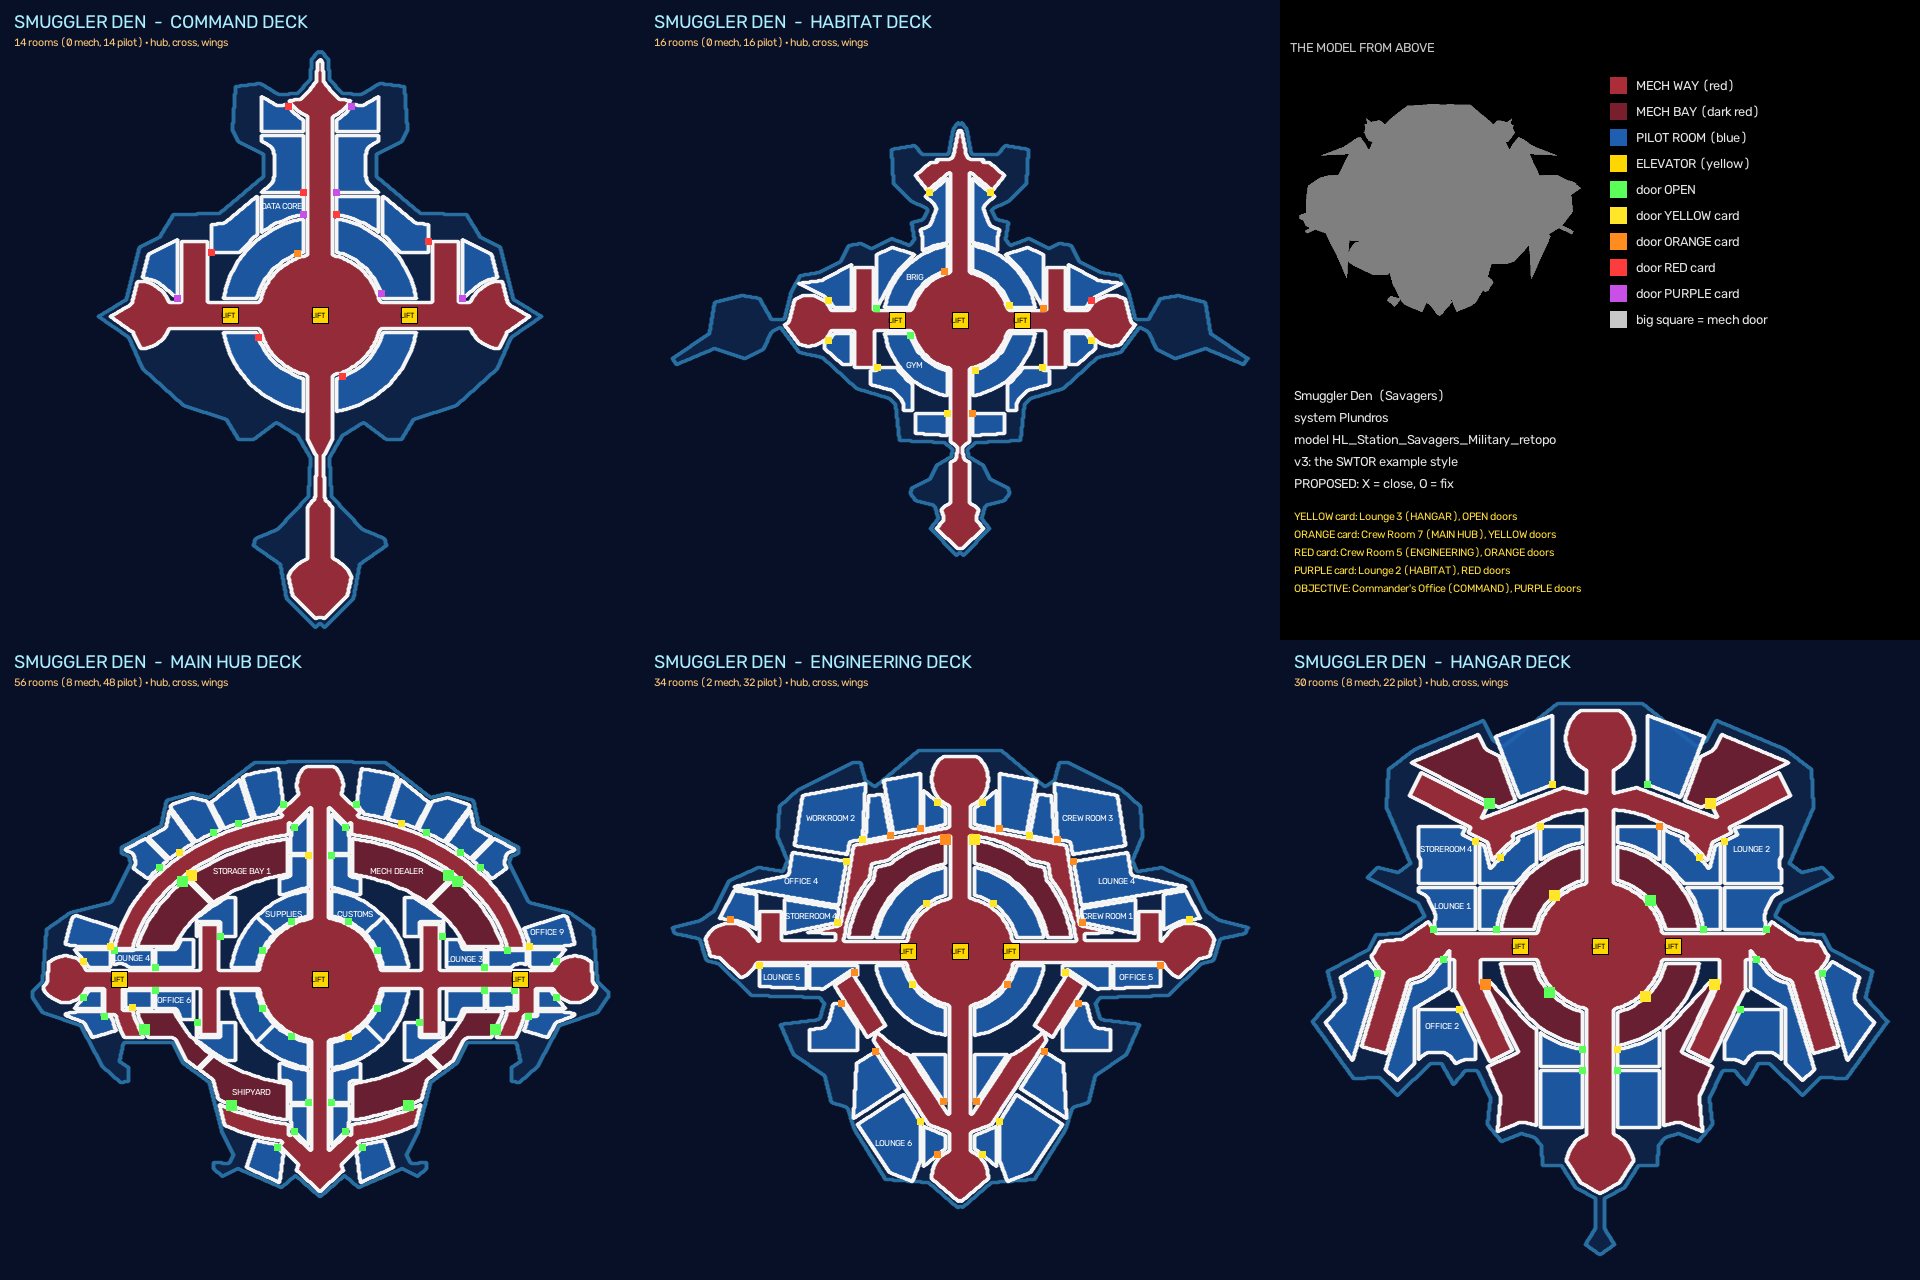 SMUGGLER DEN - COMMAND DECK
14 rooms (0 mech, 14 pilot) • hub, cross, wings
DATA CORE
LIFT
LIFT
LIFT
SMUGGLER DEN - HABITAT DECK
16 rooms (0 mech, 16 pilot) • hub, cross, wings
BRIG
LIFT
LIFT
LIFT
GYM
THE MODEL FROM ABOVE
MECH WAY (red)
MECH BAY (dark red)
PILOT ROOM (blue)
ELEVATOR (yellow)
door OPEN
door YELLOW card
door ORANGE card
door RED card
door PURPLE card
big square = mech door
Smuggler Den (Savagers)
system Plundros
model HL_Station_Savagers_Military_retopo
v3: the SWTOR example style
PROPOSED: X = close, O = fix
YELLOW card: Lounge 3 (HANGAR), OPEN doors
ORANGE card: Crew Room 7 (MAIN HUB), YELLOW doors
RED card: Crew Room 5 (ENGINEERING), ORANGE doors
PURPLE card: Lounge 2 (HABITAT), RED doors
OBJECTIVE: Commander's Office (COMMAND), PURPLE doors
SMUGGLER DEN - MAIN HUB DECK
56 rooms (8 mech, 48 pilot) • hub, cross, wings
STORAGE BAY 1
MECH DEALER
SUPPLIES
CUSTOMS
OFFICE 9
LOUNGE 4
LOUNGE 3
LIFT
LIFT
LIFT
OFFICE 6
SHIPYARD
SMUGGLER DEN - ENGINEERING DECK
34 rooms (2 mech, 32 pilot) • hub, cross, wings
WORKROOM 2
CREW ROOM 3
OFFICE 4
LOUNGE 4
STOREROOM 4
CREW ROOM 1
LIFT
LIFT
LIFT
LOUNGE 5
OFFICE 5
LOUNGE 6
SMUGGLER DEN - HANGAR DECK
30 rooms (8 mech, 22 pilot) • hub, cross, wings
STOREROOM 4
LOUNGE 2
LOUNGE 1
LIFT
LIFT
LIFT
OFFICE 2